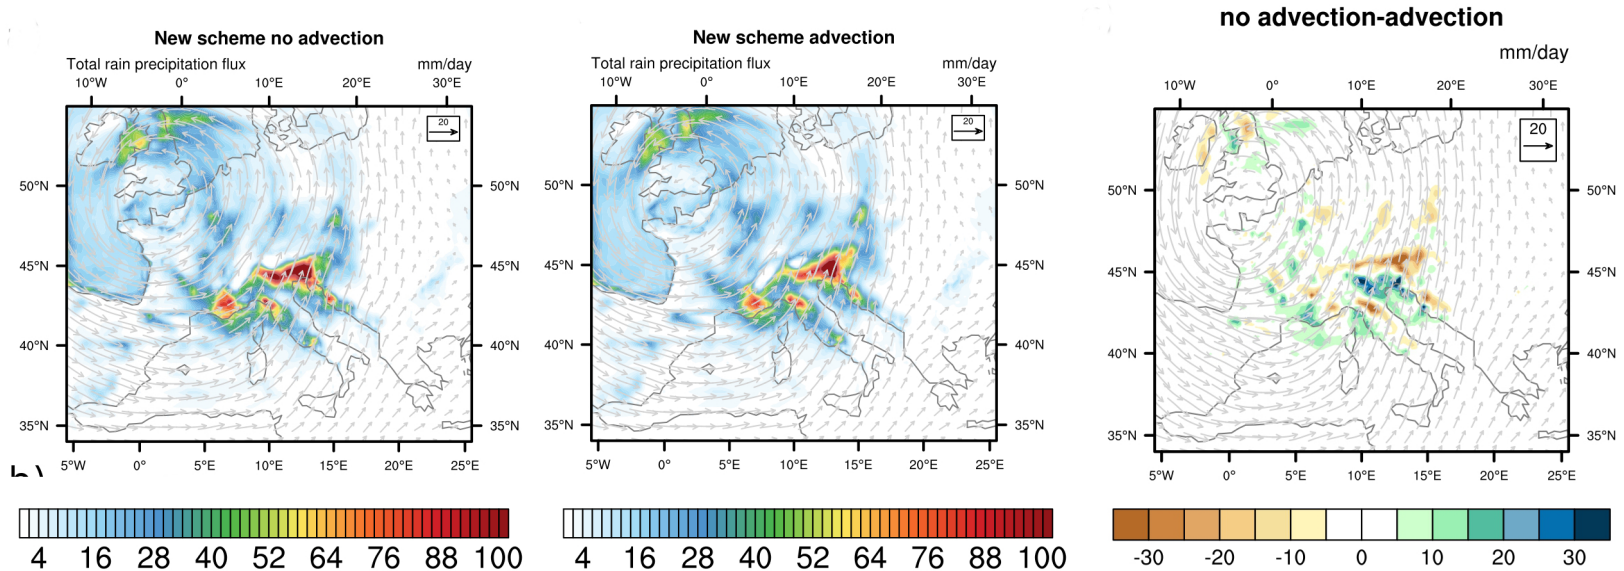 New scheme no advection
Total rain precipitation flux mm/day
10°W 0° 10°E 20°E 30°E
20
50°N 50°N
45°N 45°N
40°N 40°N
35°N 35°N
5°W 0° 5°E 10°E 15°E 20°E 25°E
4 16 28 40 52 64 76 88 100
New scheme advection
Total rain precipitation flux mm/day
10°W 0° 10°E 20°E 30°E
20
50°N 50°N
45°N 45°N
40°N 40°N
35°N 35°N
5°W 0° 5°E 10°E 15°E 20°E 25°E
4 16 28 40 52 64 76 88 100
no advection-advection
mm/day
10°W 0° 10°E 20°E 30°E
20
50°N 50°N
45°N 45°N
40°N 40°N
35°N 35°N
5°W 0° 5°E 10°E 15°E 20°E 25°E
-30 -20 -10 0 10 20 30